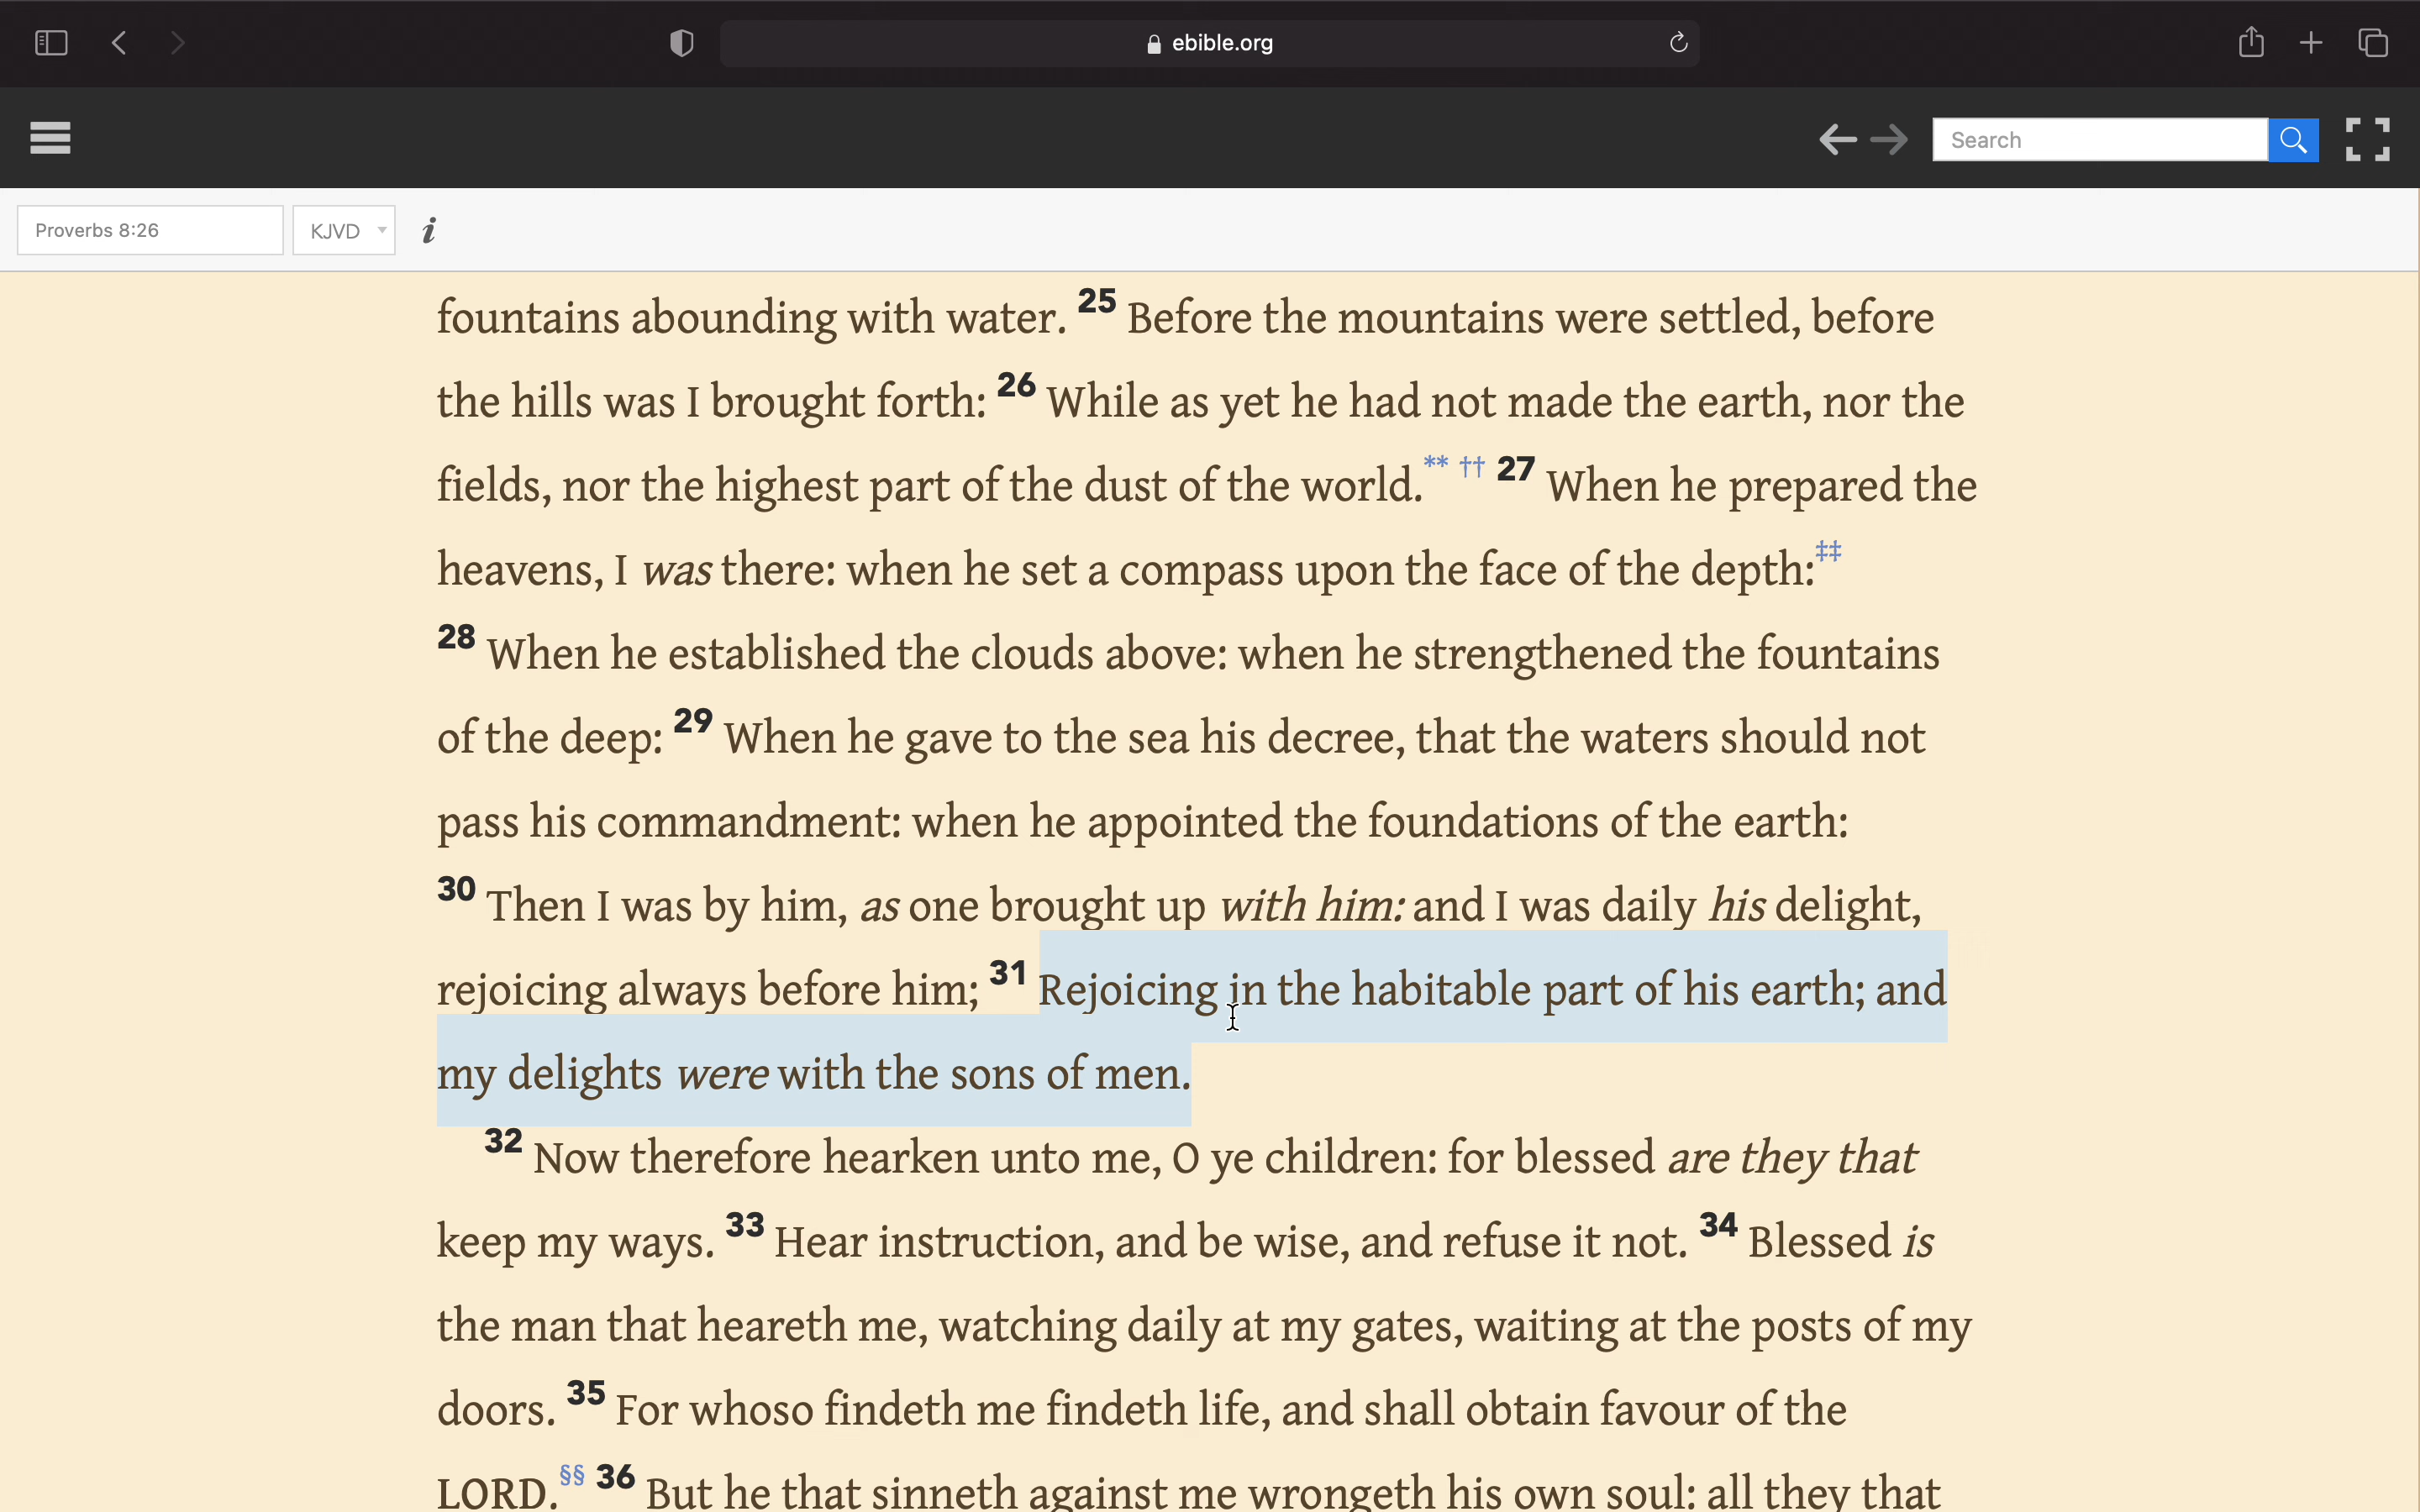 ebible.org
Search
Proverbs 8:26 KJVD i
fountains abounding with water. 25 Before the mountains were settled, before
the hills was I brought forth: 26 While as yet he had not made the earth, nor the
fields, nor the highest part of the dust of the world.** †† 27 When he prepared the
heavens, I was there: when he set a compass upon the face of the depth:‡‡
28 When he established the clouds above: when he strengthened the fountains
of the deep: 29 When he gave to the sea his decree, that the waters should not
pass his commandment: when he appointed the foundations of the earth:
30 Then I was by him, as one brought up with him: and I was daily his delight,
rejoicing always before him; 31 Rejoicing in the habitable part of his earth; and
my delights were with the sons of men.
32 Now therefore hearken unto me, O ye children: for blessed are they that
keep my ways. 33 Hear instruction, and be wise, and refuse it not. 34 Blessed is
the man that heareth me, watching daily at my gates, waiting at the posts of my
doors. 35 For whoso findeth me findeth life, and shall obtain favour of the
LORD.§§ 36 But he that sinneth against me wrongeth his own soul: all they that